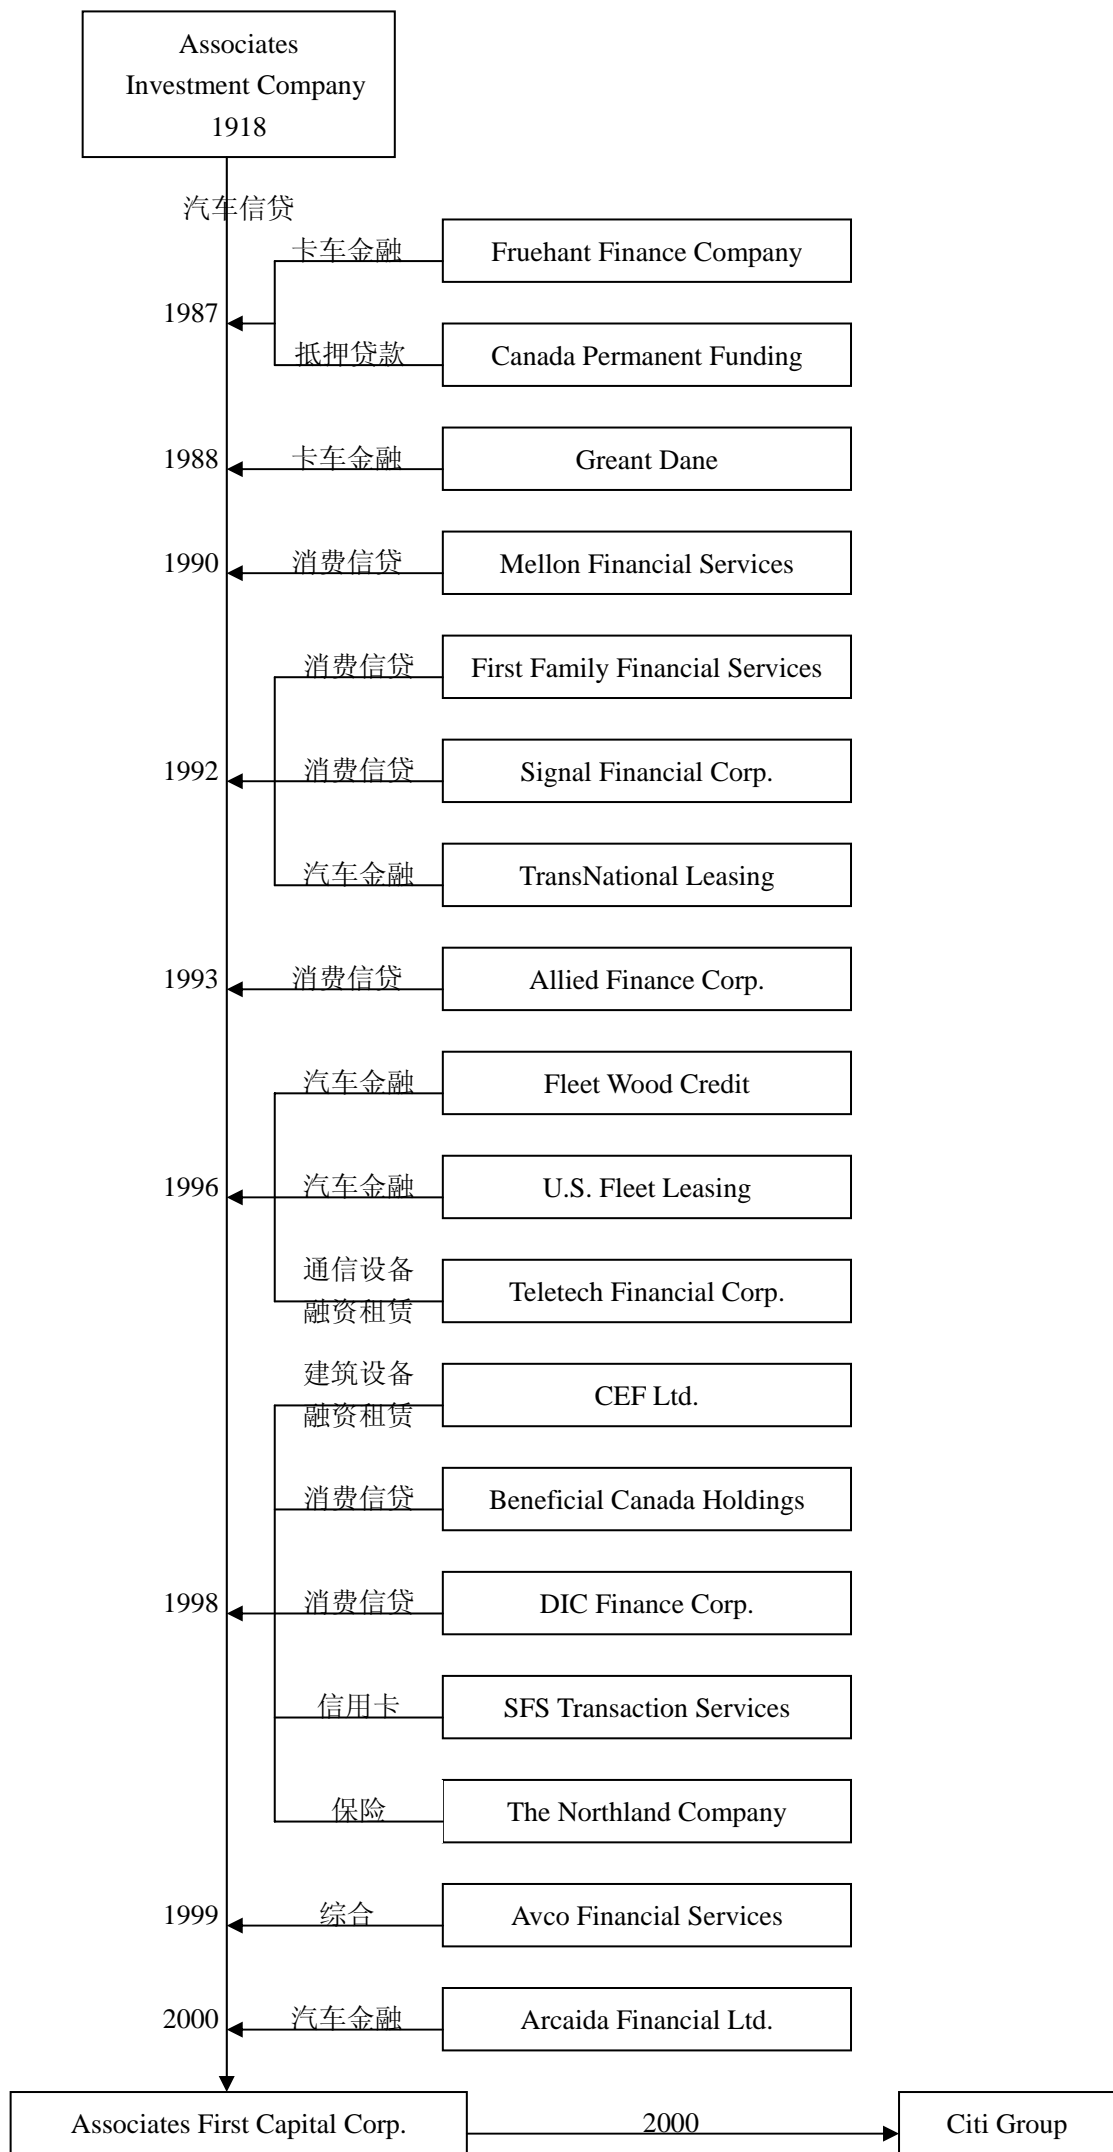 Associates
Investment Company
1918
汽车信贷
卡车金融
Fruehant Finance Company
1987
抵押贷款
Canada Permanent Funding
1988
卡车金融
Greant Dane
1990
消费信贷
Mellon Financial Services
消费信贷
First Family Financial Services
1992
消费信贷
Signal Financial Corp.
汽车金融
TransNational Leasing
1993
消费信贷
Allied Finance Corp.
汽车金融
Fleet Wood Credit
1996
汽车金融
U.S. Fleet Leasing
通信设备
融资租赁
Teletech Financial Corp.
建筑设备
融资租赁
CEF Ltd.
消费信贷
Beneficial Canada Holdings
1998
消费信贷
DIC Finance Corp.
信用卡
SFS Transaction Services
保险
The Northland Company
1999
综合
Avco Financial Services
2000
汽车金融
Arcaida Financial Ltd.
Associates First Capital Corp.
2000
Citi Group